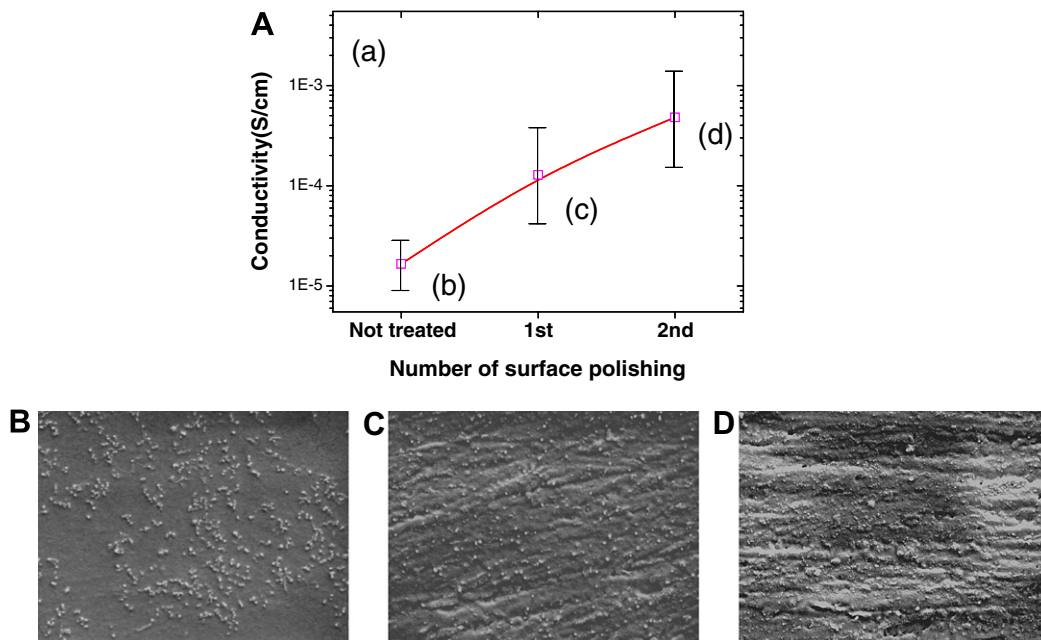 A
(a)
Conductivity(S/cm)
1E-3
1E-4
1E-5
(b)
(c)
(d)
Not treated 1st 2nd
Number of surface polishing
B C D